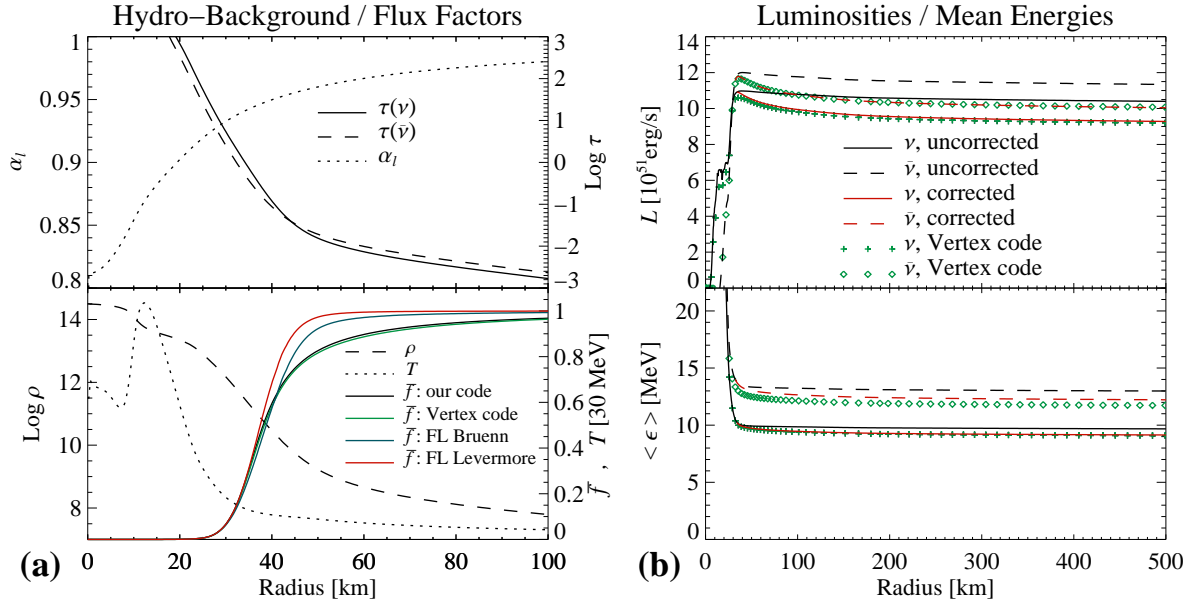 Hydro−Background / Flux Factors
1
0.95
0.9
0.85
0.8
α_l
3
2
1
0
−1
−2
−3
Log τ
τ(ν)
τ(ν̄)
α_l
14
12
10
8
Log ρ
1
0.8
0.6
0.4
0.2
0
f̄ , T [30 MeV]
ρ
T
f̄ : our code
f̄ : Vertex code
f̄ : FL Bruenn
f̄ : FL Levermore
0 20 40 60 80 100
Radius [km]
(a)
Luminosities / Mean Energies
14
12
10
8
6
4
2
0
L [10⁵¹erg/s]
ν, uncorrected
ν̄, uncorrected
ν, corrected
ν̄, corrected
ν, Vertex code
ν̄, Vertex code
20
15
10
5
0
< ϵ > [MeV]
0 100 200 300 400 500
Radius [km]
(b)